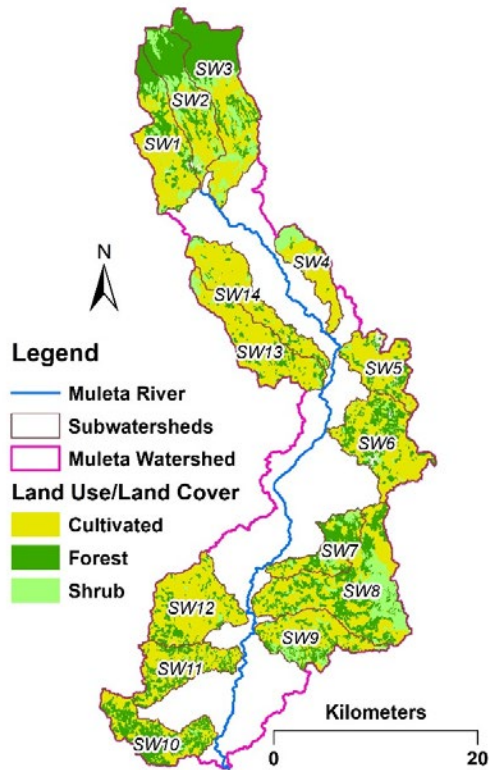 SW3
SW2
SW1
N
SW4
SW14
SW13
SW5
SW6
Legend
Muleta River
Subwatersheds
Muleta Watershed
Land Use/Land Cover
Cultivated
Forest
Shrub
SW7
SW8
SW12
SW9
SW11
SW10
Kilometers
0 20